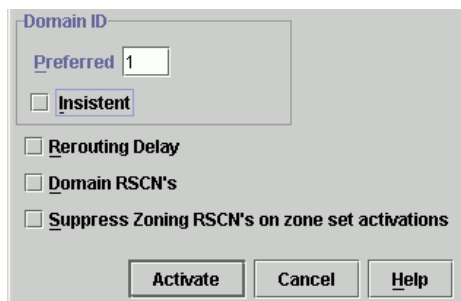 Domain ID
Preferred 1
Insistent
Rerouting Delay
Domain RSCN's
Suppress Zoning RSCN's on zone set activations
Activate Cancel Help